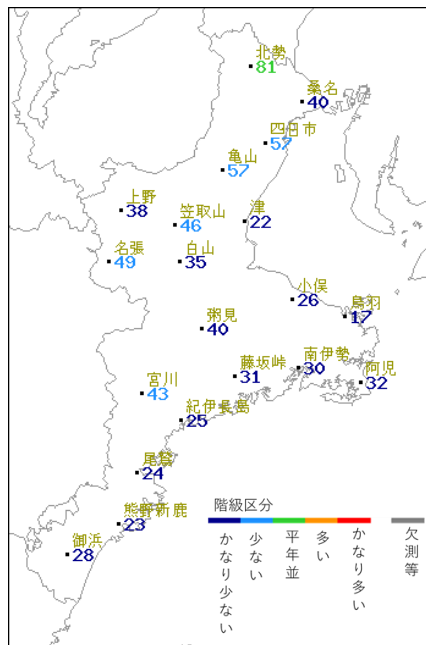 北勢
81
桑名
40
四日市
57
亀山
57
上野
38
笠取山
46
津
22
名張
49
白山
35
小俣
26
鳥羽
17
粥見
40
藤坂峠
31
南伊勢
30
阿児
32
宮川
43
紀伊長島
25
尾鷲
24
熊野新鹿
23
御浜
28
階級区分
かなり少ない
少ない
平年並
多い
かなり多い
欠測等